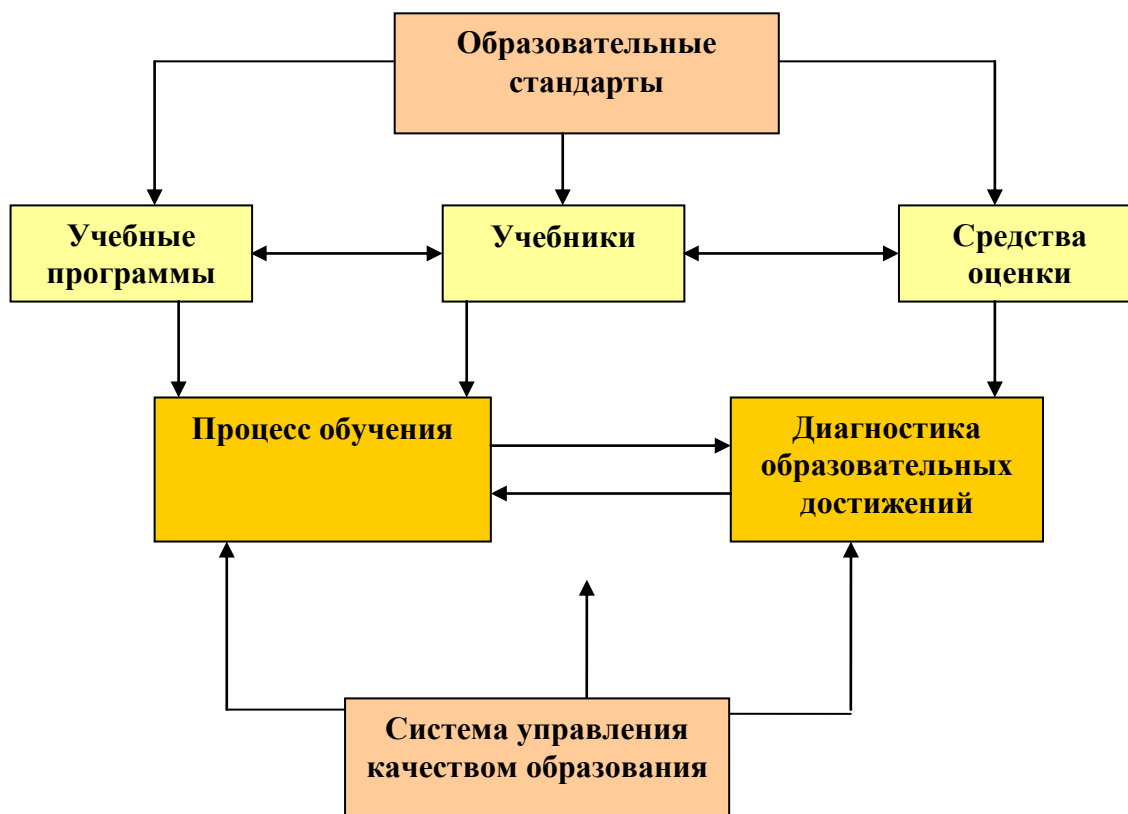 Образовательные
стандарты
Учебные
программы
Учебники
Средства
оценки
Процесс обучения
Диагностика
образовательных
достижений
Система управления
качеством образования